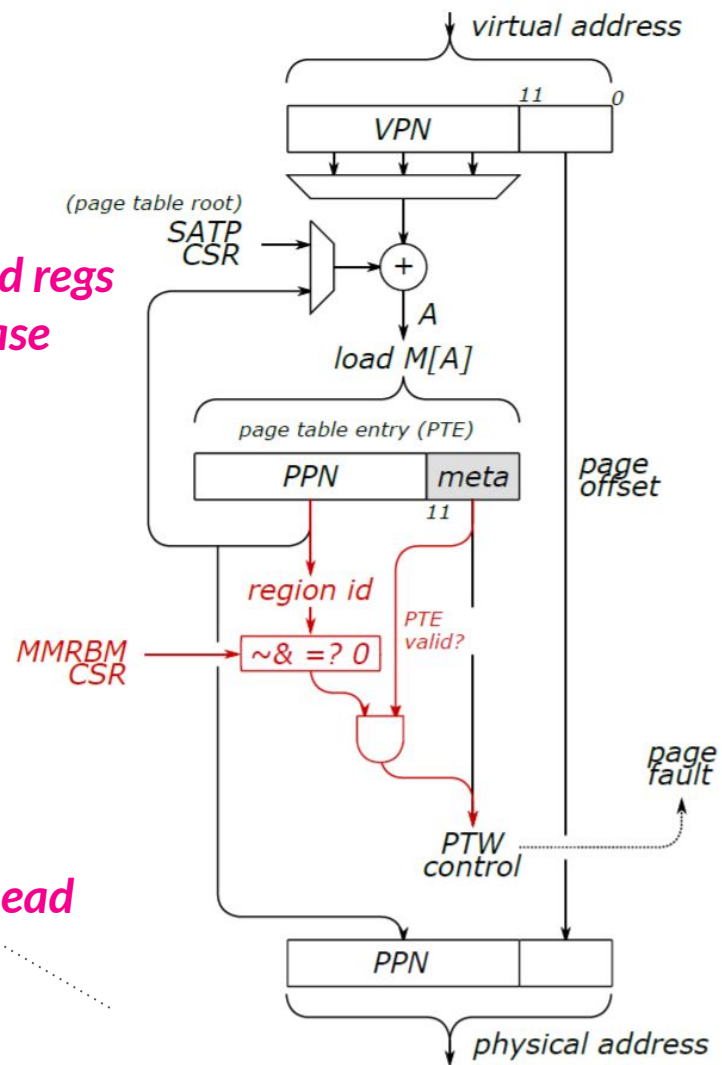 virtual address
11
0
VPN
(page table root)
SATP
CSR
d regs
ase
+
A
load M[A]
page table entry (PTE)
PPN
meta
11
page
offset
region id
PTE
valid?
MMRBM
CSR
~& =? 0
page
fault
PTW
control
ead
PPN
physical address